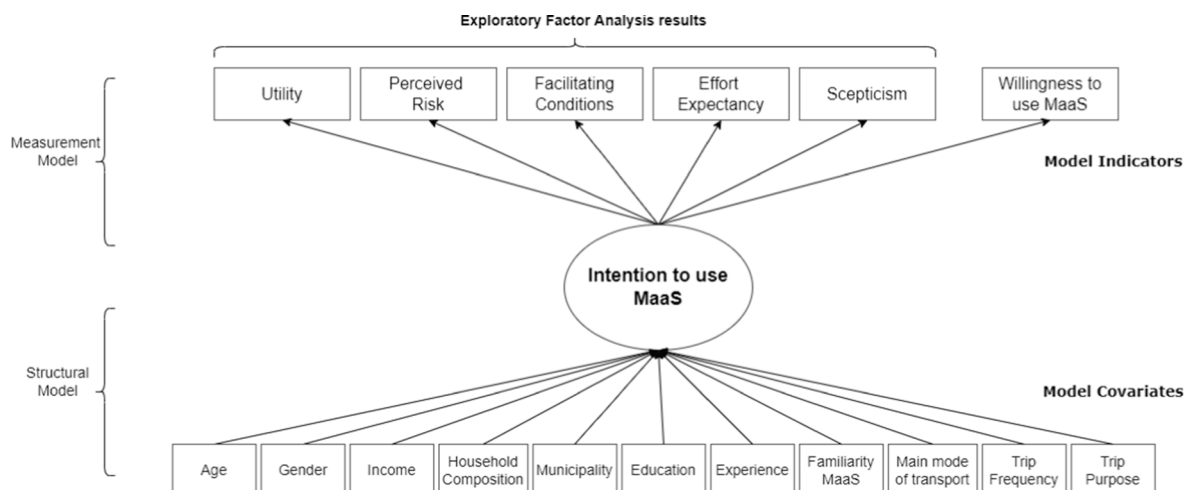 Exploratory Factor Analysis results
Utility
Perceived
Risk
Facilitating
Conditions
Effort
Expectancy
Scepticism
Willingness to
use MaaS
Measurement
Model
Model Indicators
Intention to use
MaaS
Structural
Model
Model Covariates
Age
Gender
Income
Household
Composition
Municipality
Education
Experience
Familiarity
MaaS
Main mode
of transport
Trip
Frequency
Trip
Purpose